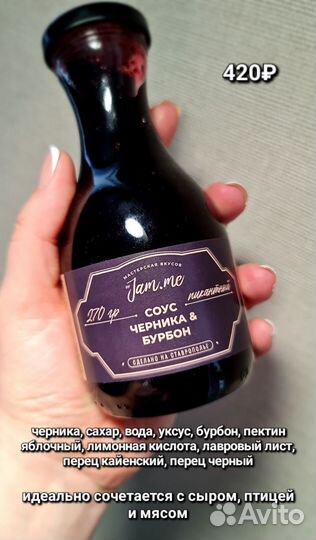 420₽
МАСТЕРСКАЯ ВКУСОВ
Jam.me
270 гр
пикантный
СОУС
ЧЕРНИКА &
БУРБОН
СДЕЛАНО НА СТАВРОПОЛЬЕ
черника, сахар, вода, уксус, бурбон, пектин
яблочный, лимонная кислота, лавровый лист,
перец кайенский, перец черный
идеально сочетается с сыром, птицей
и мясом
Avito